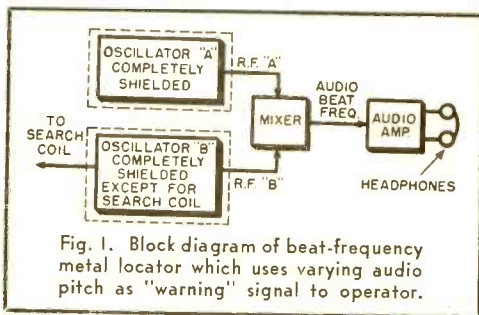 OSCILLATOR "A"
COMPLETELY
SHIELDED
R.F. "A"
TO
SEARCH
COIL
OSCILLATOR "B"
COMPLETELY
SHIELDED
EXCEPT FOR
SEARCH COIL
R.F. "B"
MIXER
AUDIO
BEAT
FREQ.
AUDIO
AMP.
HEADPHONES
Fig. 1. Block diagram of beat-frequency
metal locator which uses varying audio
pitch as "warning" signal to operator.